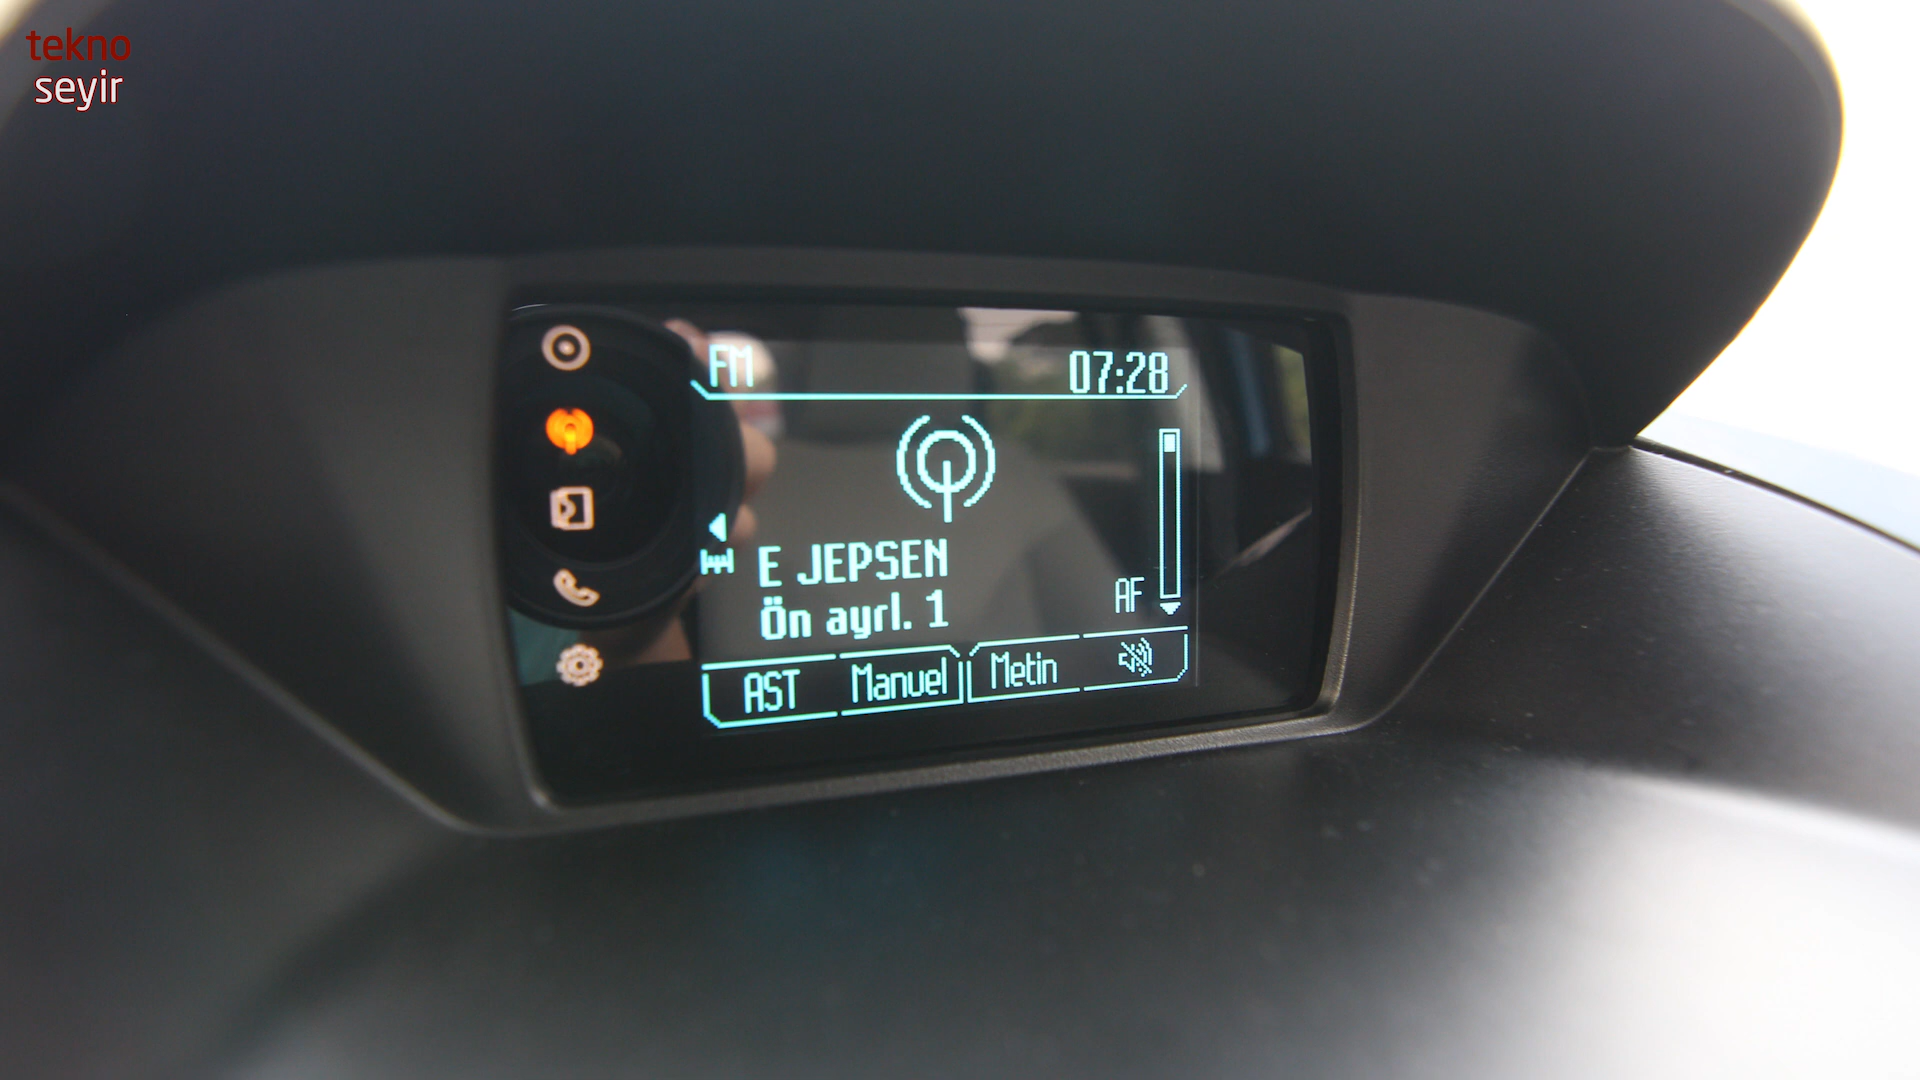 tekno
seyir
FM 07:28
E JEPSEN
Ön ayrl. 1
AF
AST Manuel Metin